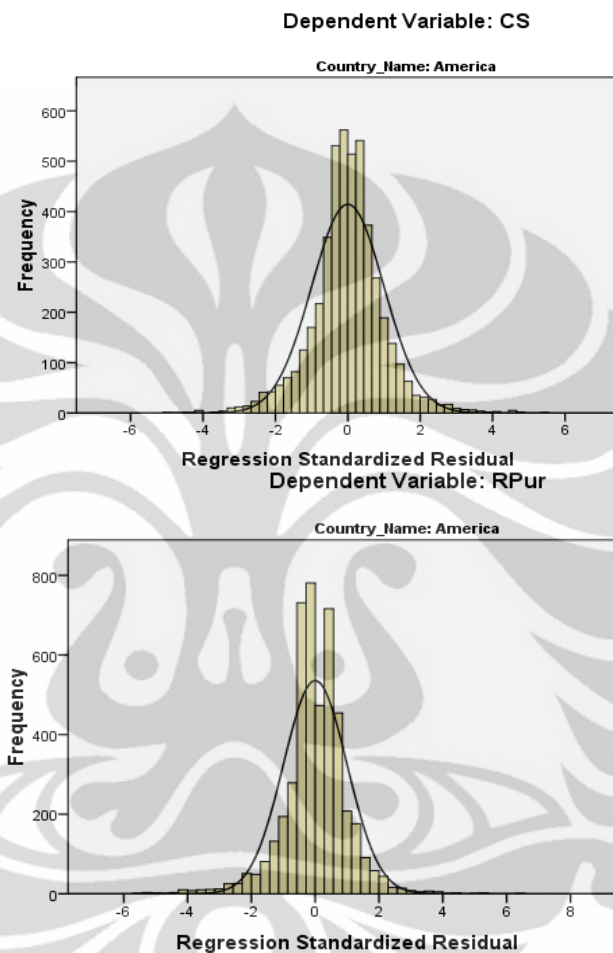 Dependent Variable: CS
Country_Name: America
600
500
400
300
200
100
0
Frequency
-6 -4 -2 0 2 4 6
Regression Standardized Residual
Dependent Variable: RPur
Country_Name: America
800
600
400
200
0
Frequency
-6 -4 -2 0 2 4 6 8
Regression Standardized Residual